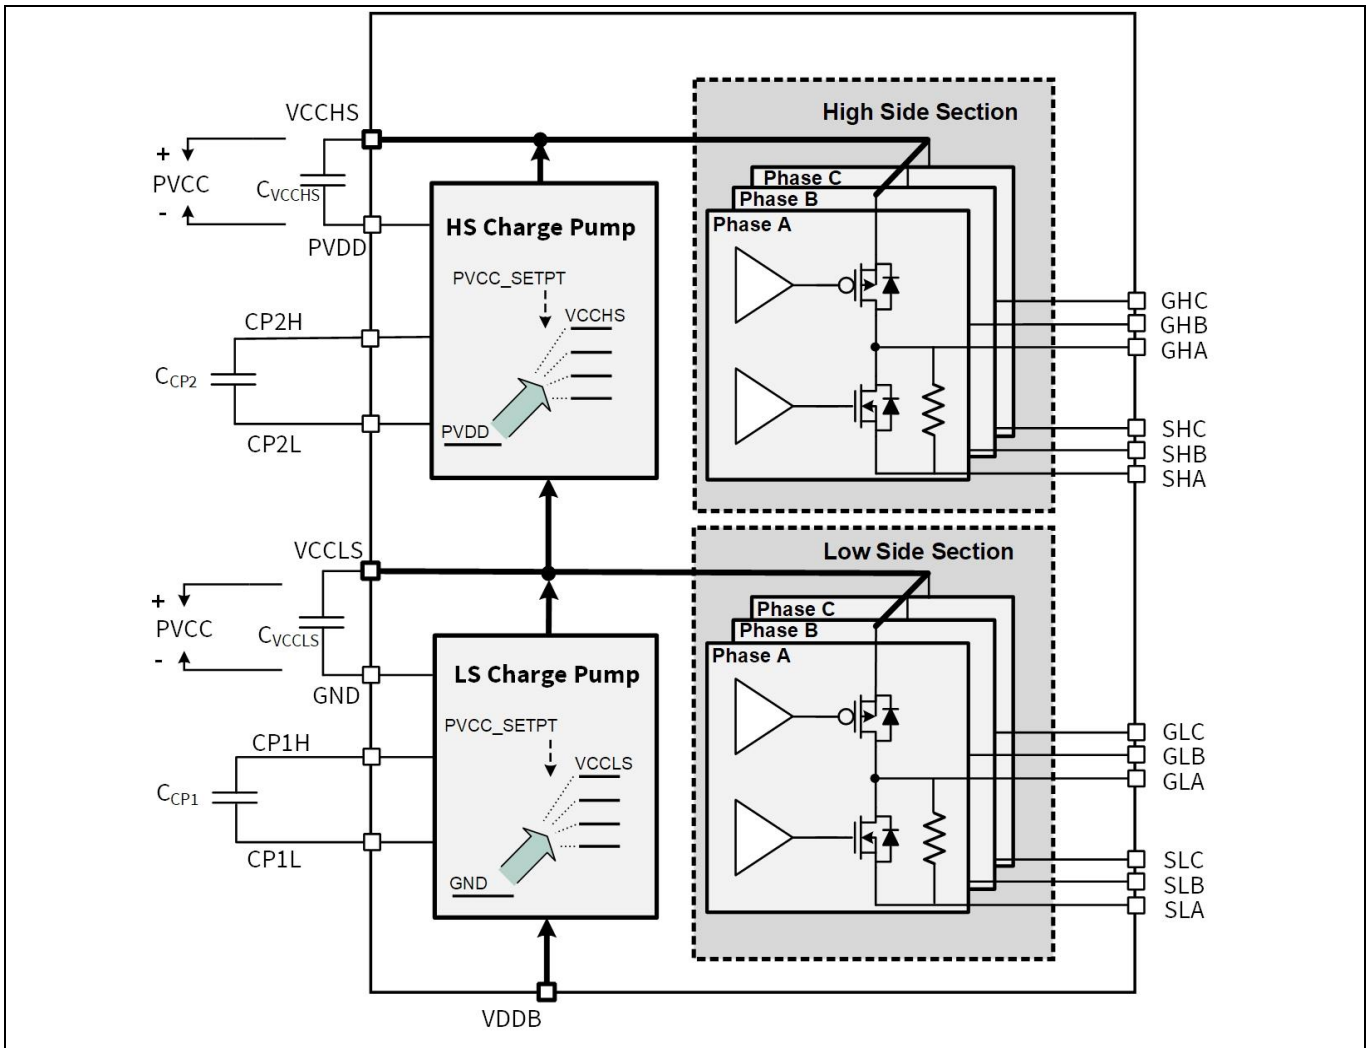 VCCHS
+
PVCC
-
CVCCHS
PVDD
CP2H
CCP2
CP2L
HS Charge Pump
PVCC_SETPT
VCCHS
PVDD
High Side Section
Phase C
Phase B
Phase A
GHC
GHB
GHA
SHC
SHB
SHA
VCCLS
+
PVCC
-
CVCCLS
GND
CP1H
CCP1
CP1L
LS Charge Pump
PVCC_SETPT
VCCLS
GND
Low Side Section
Phase C
Phase B
Phase A
GLC
GLB
GLA
SLC
SLB
SLA
VDDB